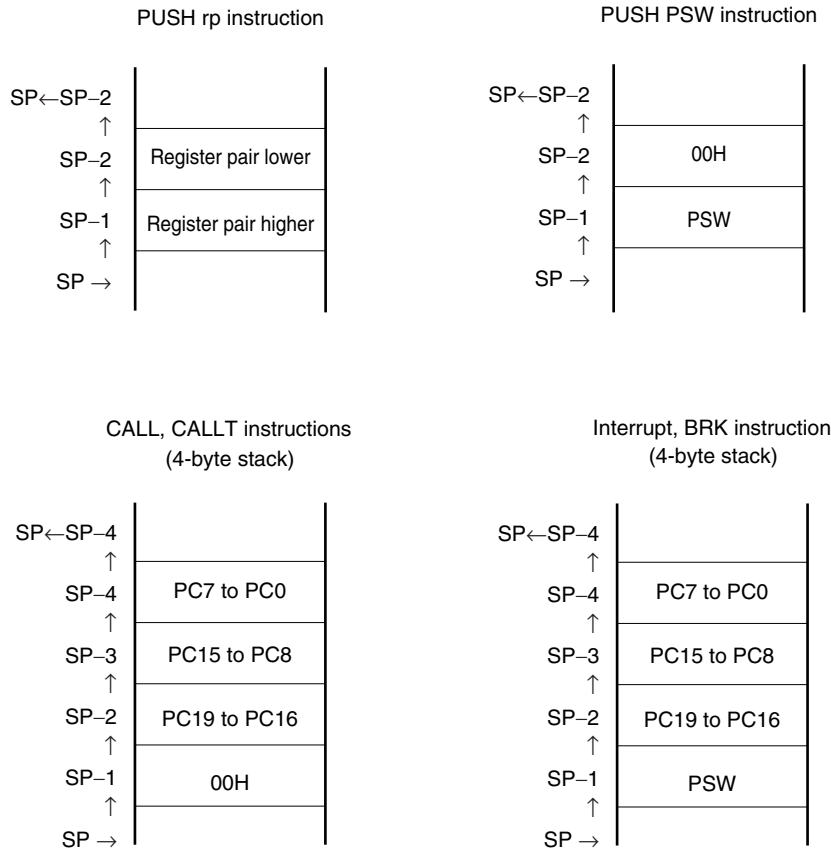 PUSH rp instruction
SP←SP–2
↑
SP–2
↑
SP–1
↑
SP →
Register pair lower
Register pair higher
PUSH PSW instruction
SP←SP–2
↑
SP–2
↑
SP–1
↑
SP →
00H
PSW
CALL, CALLT instructions
(4-byte stack)
SP←SP–4
↑
SP–4
↑
SP–3
↑
SP–2
↑
SP–1
↑
SP →
PC7 to PC0
PC15 to PC8
PC19 to PC16
00H
Interrupt, BRK instruction
(4-byte stack)
SP←SP–4
↑
SP–4
↑
SP–3
↑
SP–2
↑
SP–1
↑
SP →
PC7 to PC0
PC15 to PC8
PC19 to PC16
PSW